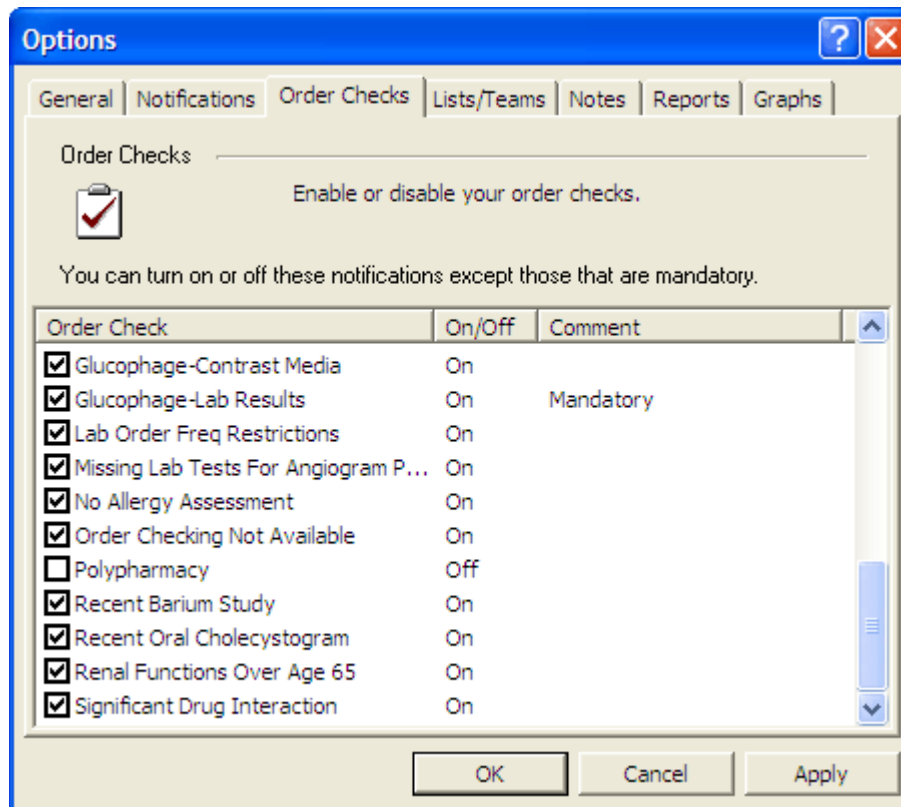 Options
General Notifications Order Checks Lists/Teams Notes Reports Graphs
Order Checks
Enable or disable your order checks.
You can turn on or off these notifications except those that are mandatory.
Order Check On/Off Comment
Glucophage-Contrast Media On
Glucophage-Lab Results On Mandatory
Lab Order Freq Restrictions On
Missing Lab Tests For Angiogram P... On
No Allergy Assessment On
Order Checking Not Available On
Polypharmacy Off
Recent Barium Study On
Recent Oral Cholecystogram On
Renal Functions Over Age 65 On
Significant Drug Interaction On
OK Cancel Apply